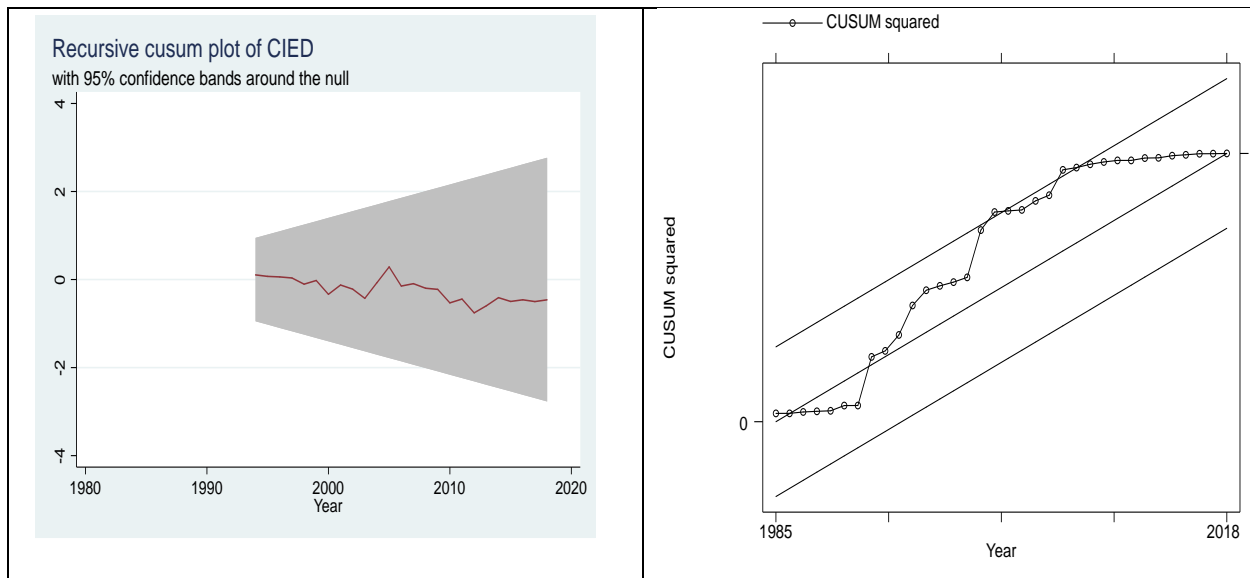 Recursive cusum plot of CIED
with 95% confidence bands around the null
4
2
0
-2
-4
1980 1990 2000 2010 2020
Year
CUSUM squared
CUSUM squared
0
1985 2018
Year